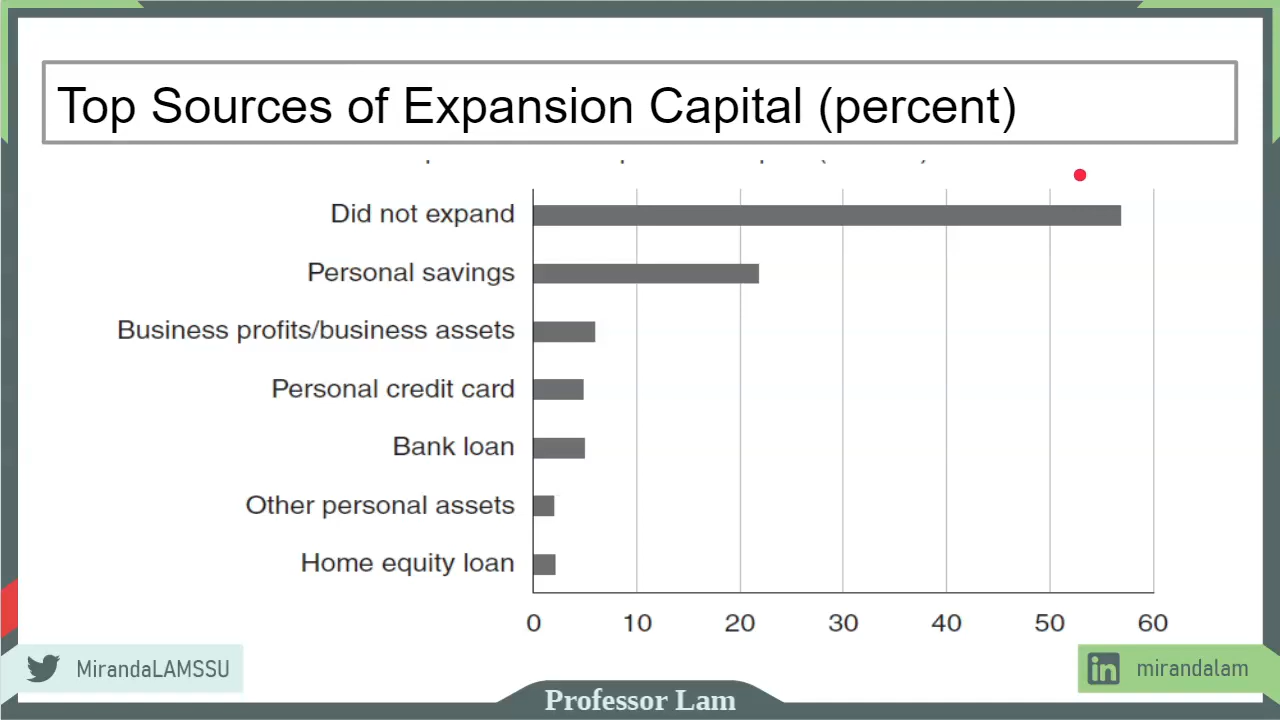 Top Sources of Expansion Capital (percent)
Did not expand
Personal savings
Business profits/business assets
Personal credit card
Bank loan
Other personal assets
Home equity loan
0 10 20 30 40 50 60
MirandaLAMSSU
in mirandalam
Professor Lam